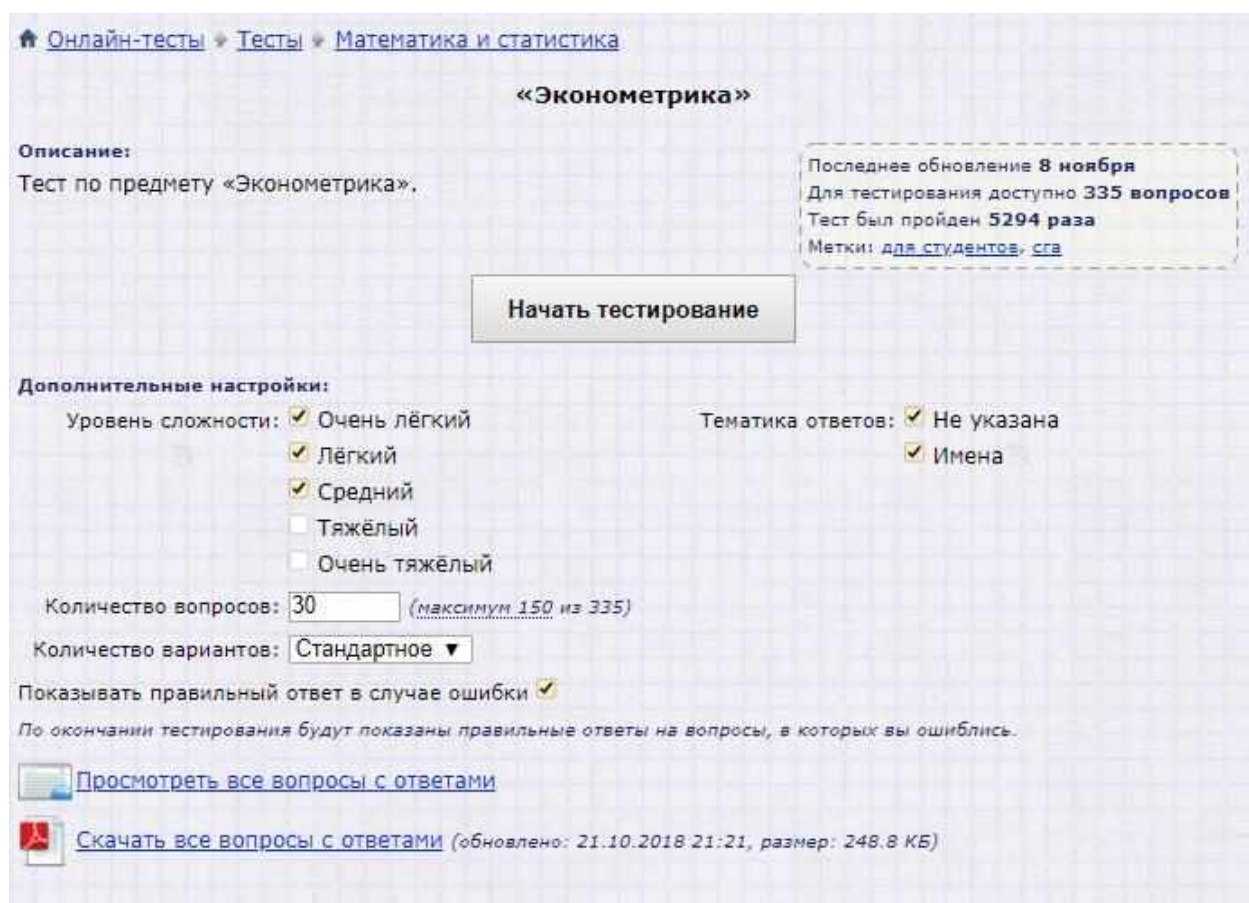 Онлайн-тесты Тесты Математика и статистика
«Эконометрика»
Описание:
Тест по предмету «Эконометрика».
Последнее обновление 8 ноября
Для тестирования доступно 335 вопросов
Тест был пройден 5294 раза
Метки: для студентов, сга
Начать тестирование
Дополнительные настройки:
Уровень сложности: Очень лёгкий
Лёгкий
Средний
Тяжёлый
Очень тяжёлый
Тематика ответов: Не указана
Имена
Количество вопросов: 30 (максимум 150 из 335)
Количество вариантов: Стандартное ▼
Показывать правильный ответ в случае ошибки
По окончании тестирования будут показаны правильные ответы на вопросы, в которых вы ошиблись.
Просмотреть все вопросы с ответами
Скачать все вопросы с ответами (обновлено: 21.10.2018 21:21, размер: 248.8 КБ)